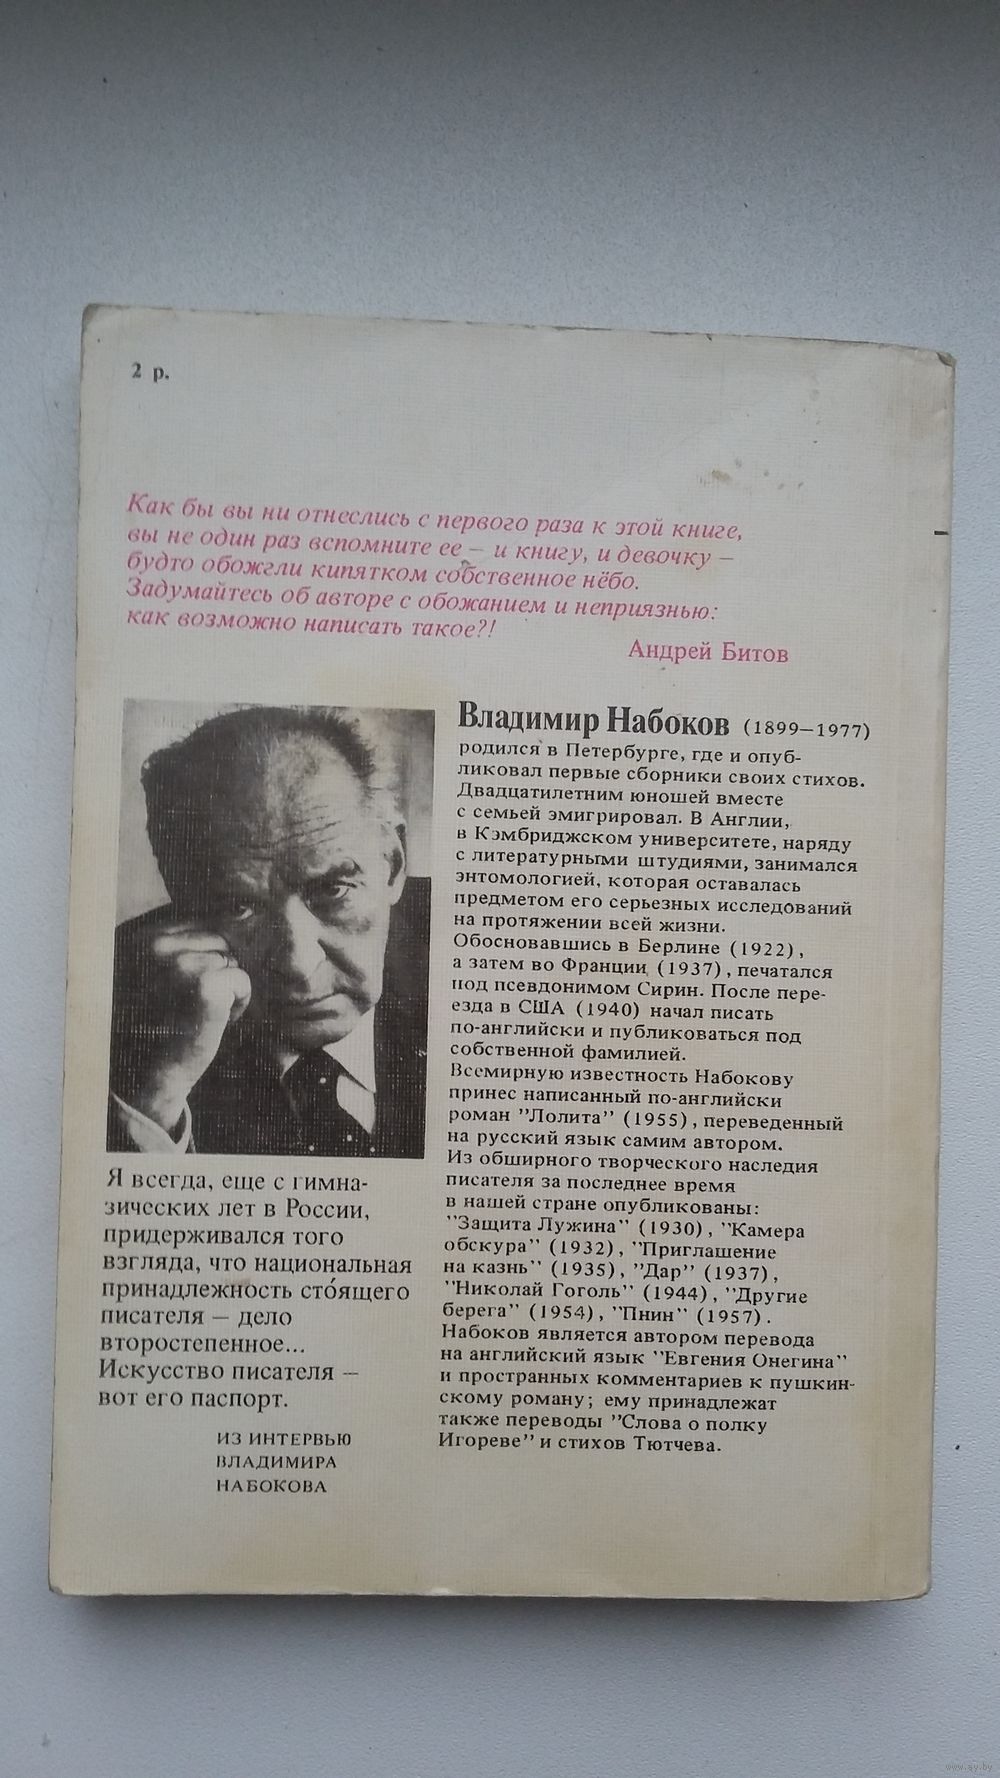 2 р.
Как бы вы ни отнеслись с первого раза к этой книге,
вы не один раз вспомните ее – и книгу, и девочку –
будто обожгли кипятком собственное нёбо.
Задумайтесь об авторе с обожанием и неприязнью:
как возможно написать такое?!
Андрей Битов
Владимир Набоков (1899–1977)
родился в Петербурге, где и опуб-
ликовал первые сборники своих стихов.
Двадцатилетним юношей вместе
с семьей эмигрировал. В Англии,
в Кэмбриджском университете, наряду
с литературными штудиями, занимался
энтомологией, которая оставалась
предметом его серьезных исследований
на протяжении всей жизни.
Обосновавшись в Берлине (1922),
а затем во Франции (1937), печатался
под псевдонимом Сирин. После пере-
езда в США (1940) начал писать
по-английски и публиковаться под
собственной фамилией.
Всемирную известность Набокову
принес написанный по-английски
роман "Лолита" (1955), переведенный
на русский язык самим автором.
Из обширного творческого наследия
писателя за последнее время
в нашей стране опубликованы:
"Защита Лужина" (1930), "Камера
обскура" (1932), "Приглашение
на казнь" (1935), "Дар" (1937),
"Николай Гоголь" (1944), "Другие
берега" (1954), "Пнин" (1957).
Набоков является автором перевода
на английский язык "Евгения Онегина"
и пространных комментариев к пушкин-
скому роману; ему принадлежат
также переводы "Слова о полку
Игореве" и стихов Тютчева.
Я всегда, еще с гимна-
зических лет в России,
придерживался того
взгляда, что национальная
принадлежность сто́ящего
писателя – дело
второстепенное...
Искусство писателя –
вот его паспорт.
ИЗ ИНТЕРВЬЮ
ВЛАДИМИРА
НАБОКОВА
www.ay.by